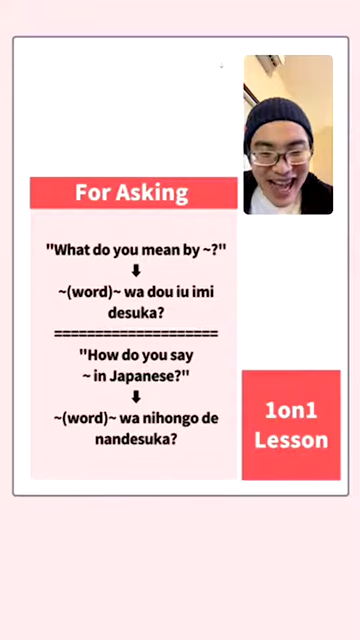 For Asking
"What do you mean by ~?"
⬇
~(word)~ wa dou iu imi
desuka?
====================
"How do you say
~ in Japanese?"
⬇
~(word)~ wa nihongo de
nandesuka?
1on1
Lesson